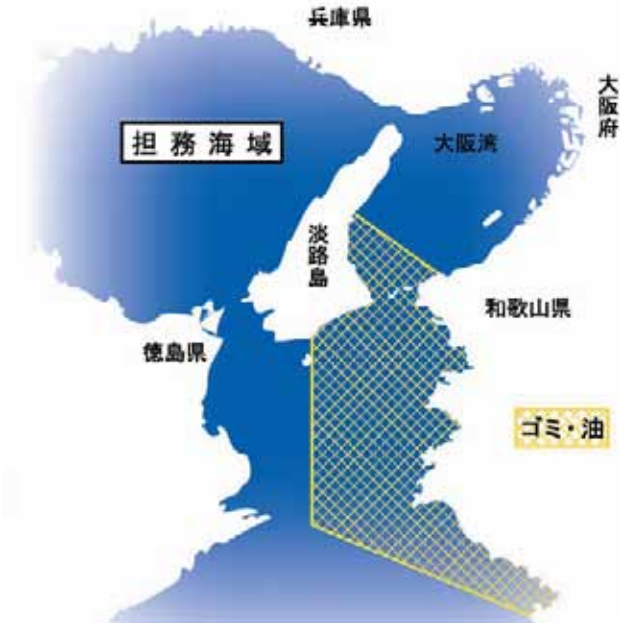 兵庫県
大阪府
担務海域
大阪湾
淡路島
和歌山県
徳島県
ゴミ・油